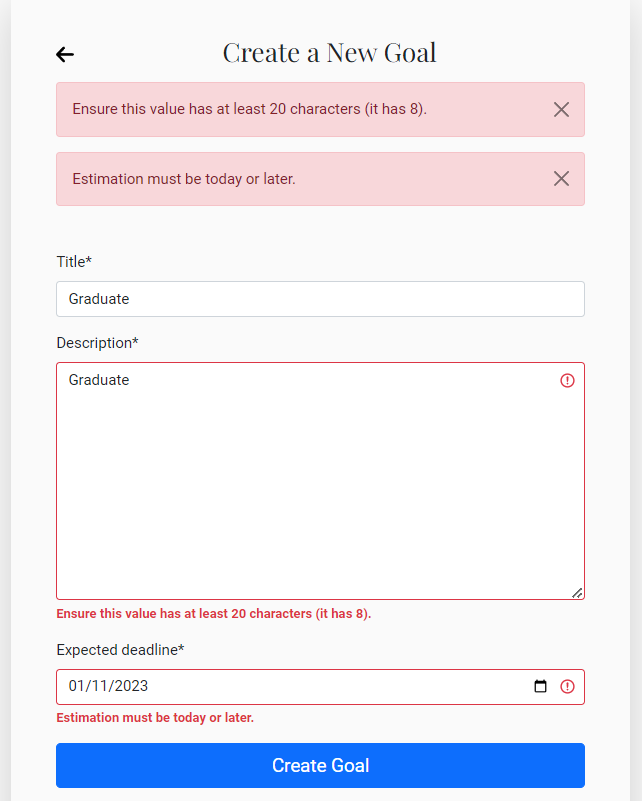 Create a New Goal
Ensure this value has at least 20 characters (it has 8).
Estimation must be today or later.
Title*
Graduate
Description*
Graduate
Ensure this value has at least 20 characters (it has 8).
Expected deadline*
01/11/2023
Estimation must be today or later.
Create Goal